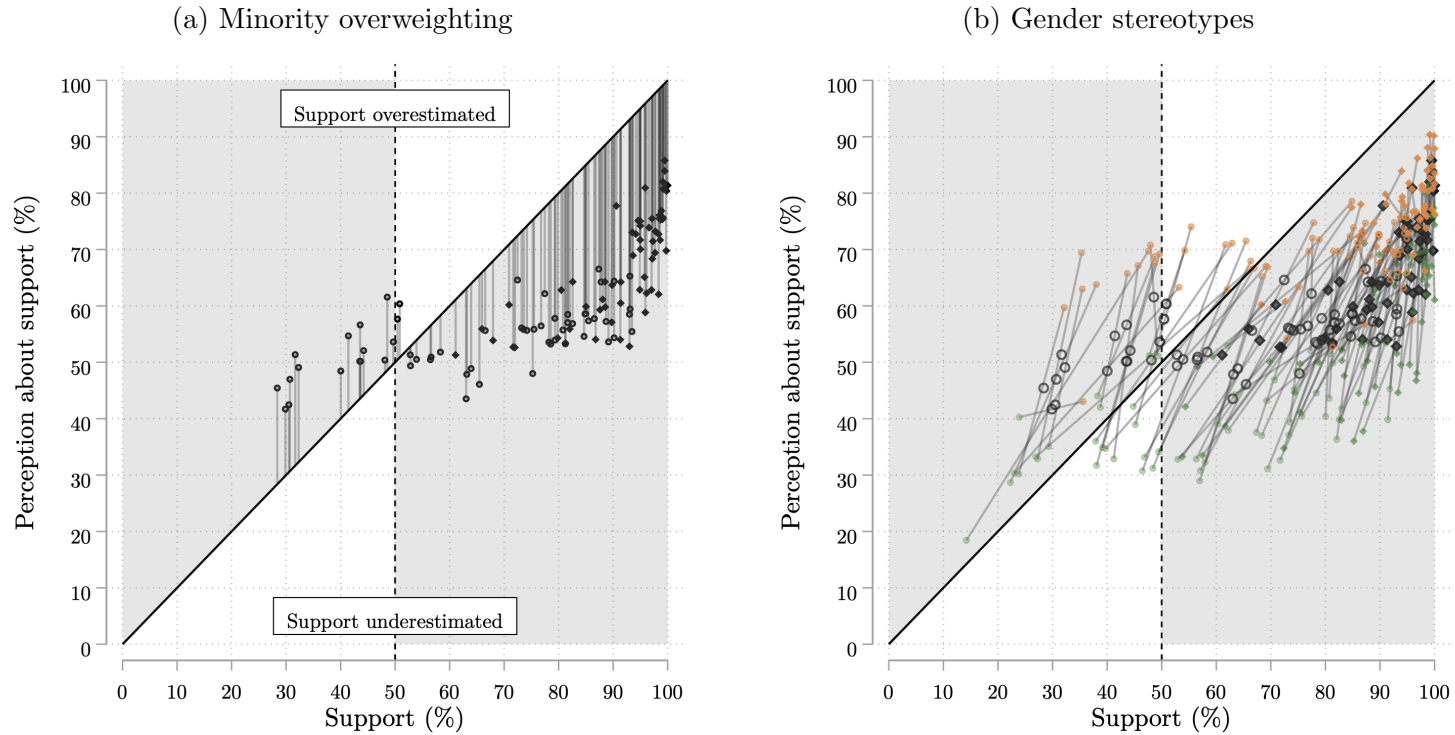 (a) Minority overweighting
Support overestimated
Support underestimated
Perception about support (%)
100
90
80
70
60
50
40
30
20
10
0
0 10 20 30 40 50 60 70 80 90 100
Support (%)
(b) Gender stereotypes
Perception about support (%)
100
90
80
70
60
50
40
30
20
10
0
0 10 20 30 40 50 60 70 80 90 100
Support (%)